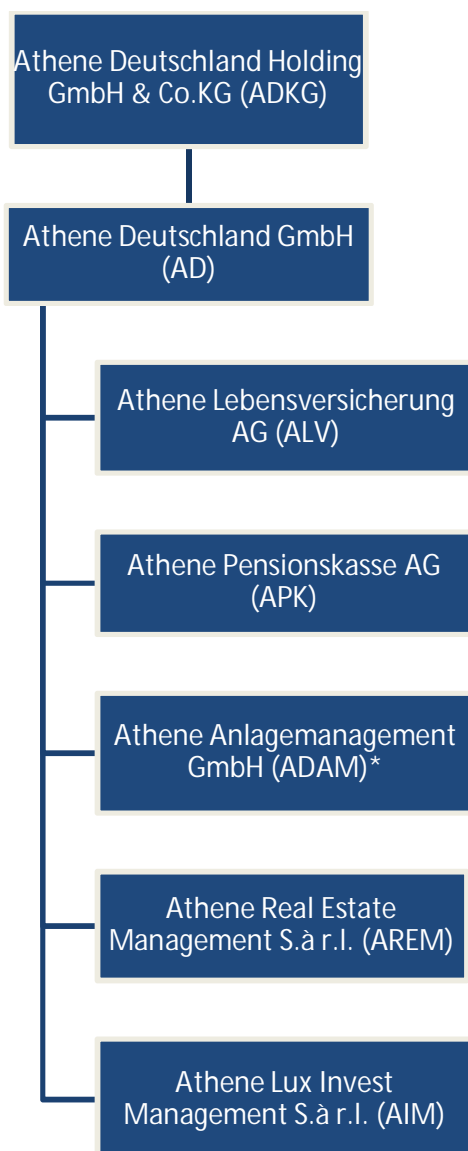 Athene Deutschland Holding
GmbH & Co.KG (ADKG)
Athene Deutschland GmbH
(AD)
Athene Lebensversicherung
AG (ALV)
Athene Pensionskasse AG
(APK)
Athene Anlagemanagement
GmbH (ADAM)*
Athene Real Estate
Management S.à r.l. (AREM)
Athene Lux Invest
Management S.à r.l. (AIM)